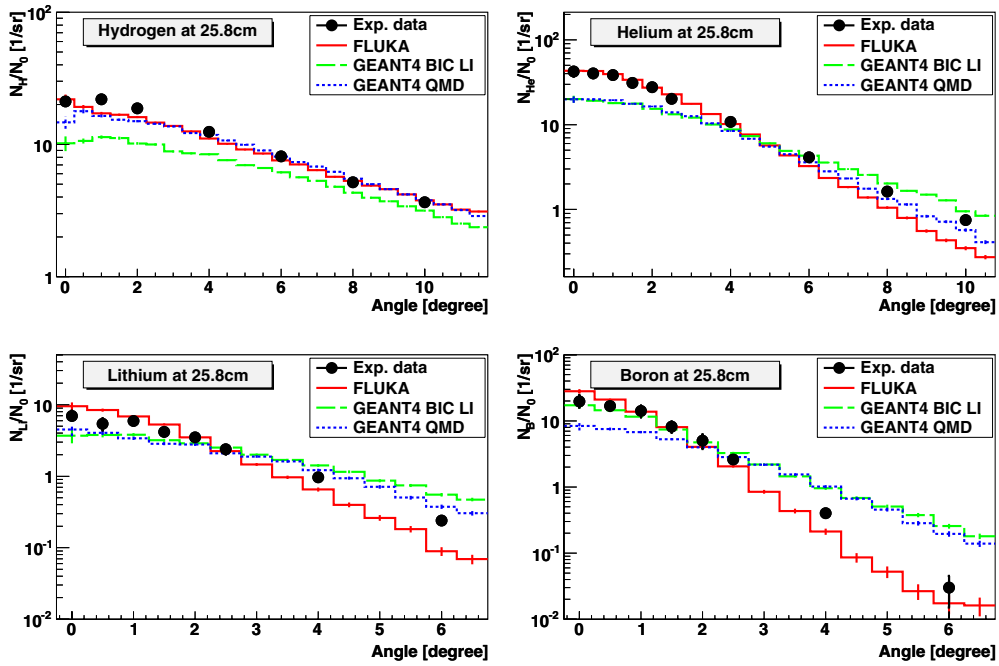 Hydrogen at 25.8cm
Exp. data
FLUKA
GEANT4 BIC LI
GEANT4 QMD
N_H/N_0 [1/sr]
10^2
10
1
0 2 4 6 8 10
Angle [degree]
Helium at 25.8cm
Exp. data
FLUKA
GEANT4 BIC LI
GEANT4 QMD
N_He/N_0 [1/sr]
10^2
10
1
0 2 4 6 8 10
Angle [degree]
Lithium at 25.8cm
Exp. data
FLUKA
GEANT4 BIC LI
GEANT4 QMD
N_Li/N_0 [1/sr]
10
1
10^-1
10^-2
0 1 2 3 4 5 6
Angle [degree]
Boron at 25.8cm
Exp. data
FLUKA
GEANT4 BIC LI
GEANT4 QMD
N_B/N_0 [1/sr]
10^2
10
1
10^-1
10^-2
0 1 2 3 4 5 6
Angle [degree]